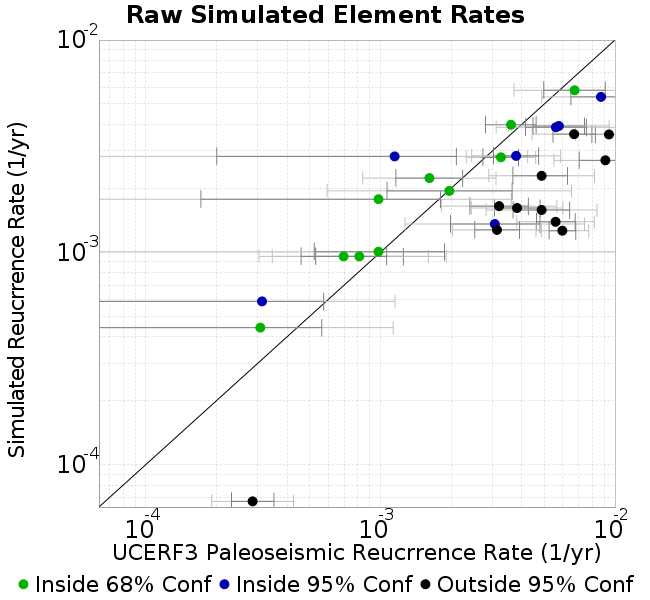 Raw Simulated Element Rates
10-2
10-3
10-4
Simulated Reucrrence Rate (1/yr)
10-4 10-3 10-2
UCERF3 Paleoseismic Reucrrence Rate (1/yr)
Inside 68% Conf Inside 95% Conf Outside 95% Conf